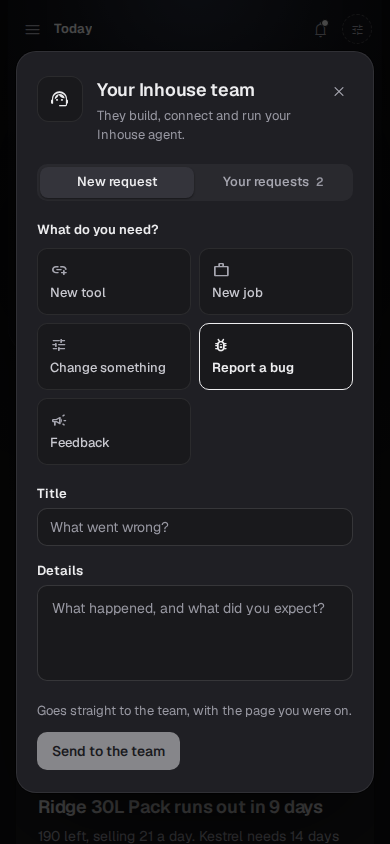 Today
Your Inhouse team
They build, connect and run your
Inhouse agent.
New request
Your requests 2
What do you need?
New tool
New job
Change something
Report a bug
Feedback
Title
What went wrong?
Details
What happened, and what did you expect?
Goes straight to the team, with the page you were on.
Send to the team
Ridge 30L Pack runs out in 9 days
190 left, selling 21 a day. Kestrel needs 14 days